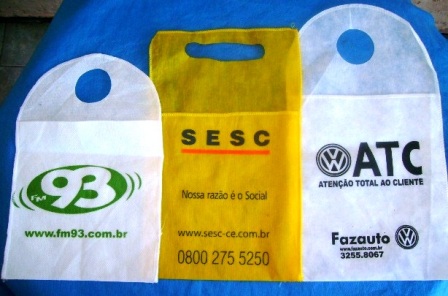 FM 93
www.fm93.com.br
SESC
Nossa razão é o Social
www.sesc-ce.com.br
0800 275 5250
ATC
ATENÇÃO TOTAL AO CLIENTE
Fazauto
www.fazauto.com.br
3255.8067